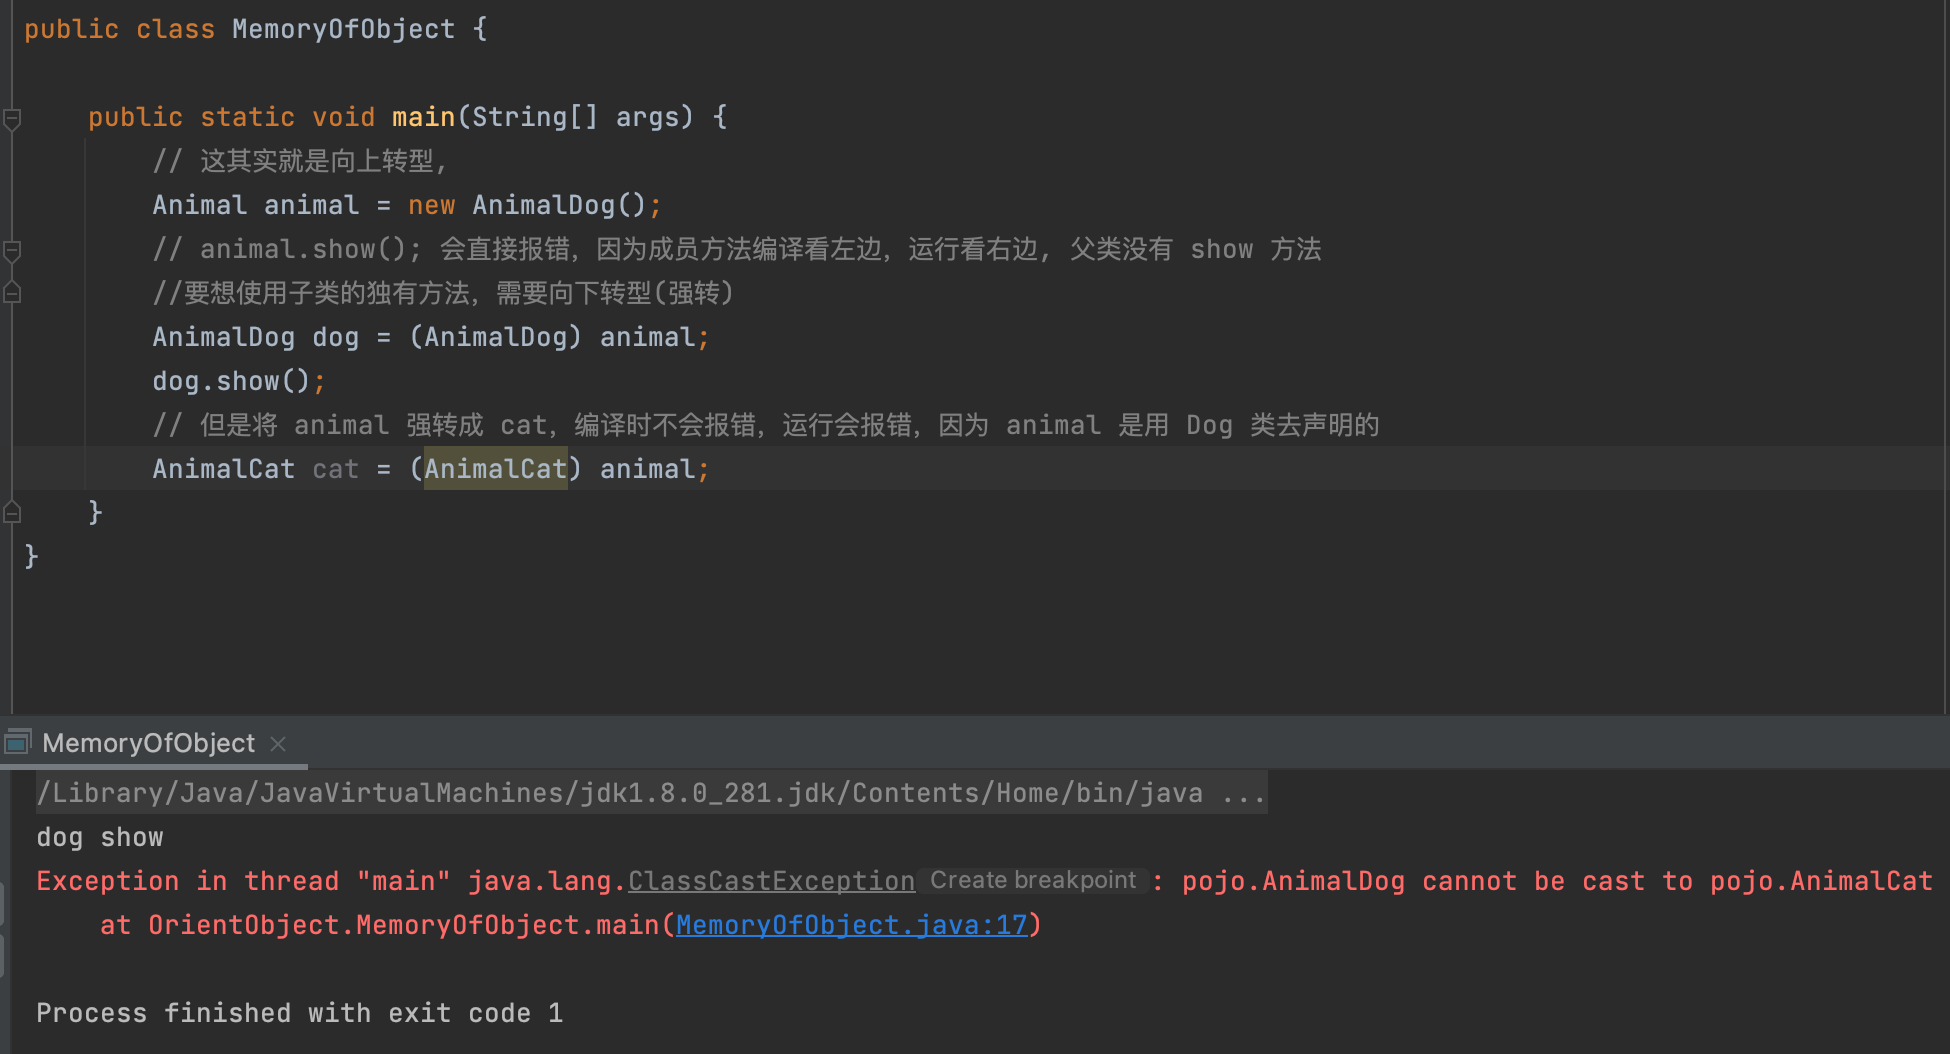 public class MemoryOfObject {
public static void main(String[] args) {
// 这其实就是向上转型,
Animal animal = new AnimalDog();
// animal.show(); 会直接报错，因为成员方法编译看左边，运行看右边, 父类没有 show 方法
//要想使用子类的独有方法，需要向下转型(强转)
AnimalDog dog = (AnimalDog) animal;
dog.show();
// 但是将 animal 强转成 cat，编译时不会报错，运行会报错，因为 animal 是用 Dog 类去声明的
AnimalCat cat = (AnimalCat) animal;
}
}
MemoryOfObject ×
/Library/Java/JavaVirtualMachines/jdk1.8.0_281.jdk/Contents/Home/bin/java ...
dog show
Exception in thread "main" java.lang.ClassCastException Create breakpoint : pojo.AnimalDog cannot be cast to pojo.AnimalCat
at OrientObject.MemoryOfObject.main(MemoryOfObject.java:17)
Process finished with exit code 1